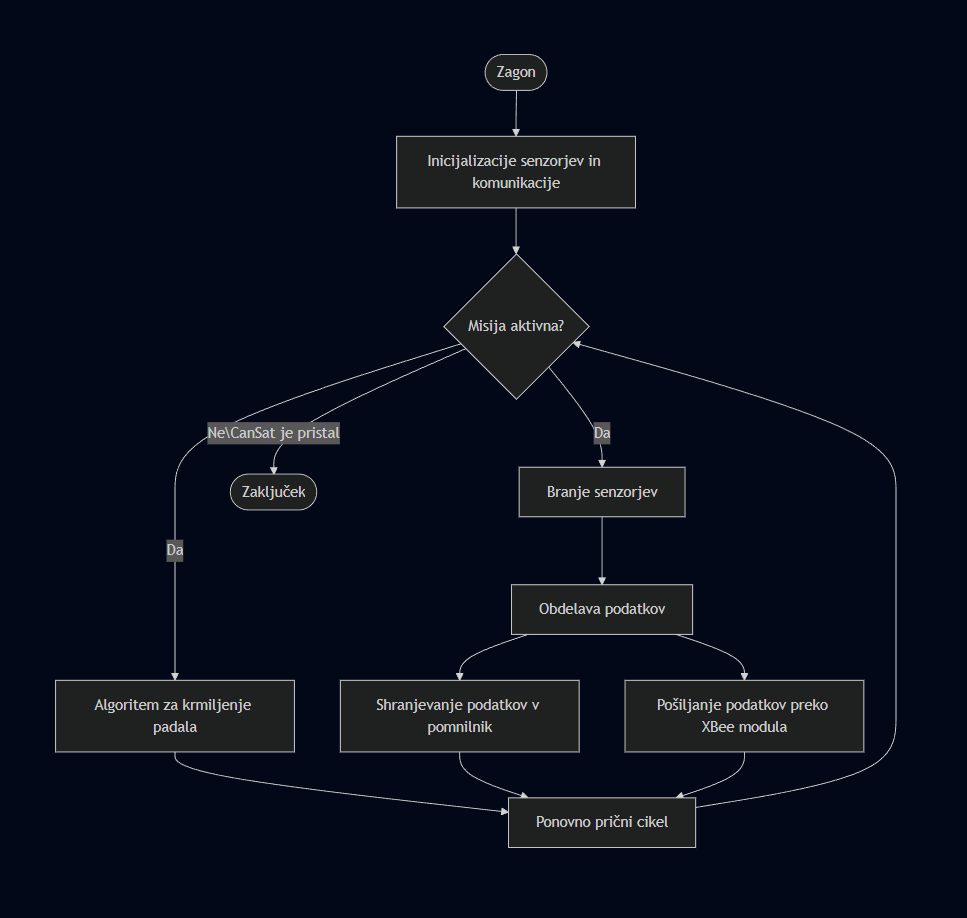 Zagon
Inicijalizacije senzorjev in
komunikacije
Misija aktivna?
Ne\CanSat je pristal
Da
Zaključek
Branje senzorjev
Da
Obdelava podatkov
Algoritem za krmiljenje
padala
Shranjevanje podatkov v
pomnilnik
Pošiljanje podatkov preko
XBee modula
Ponovno prični cikel